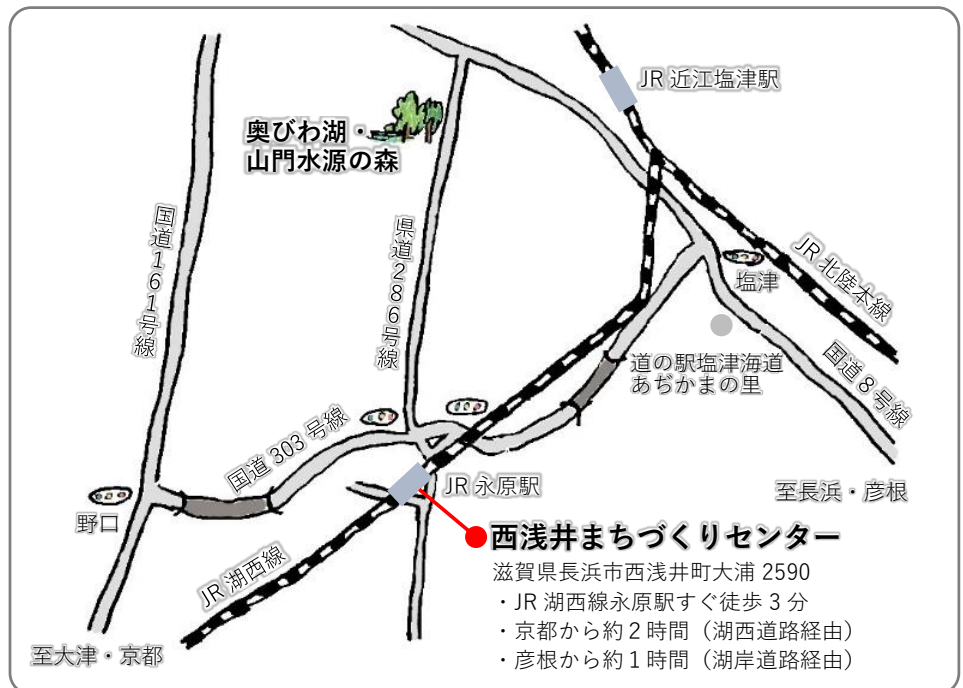 JR 近江塩津駅
奥びわ湖・
山門水源の森
国道161号線
県道286号線
JR 北陸本線
塩津
道の駅塩津海道
あぢかまの里
国道8号線
国道 303 号線
JR 永原駅
至長浜・彦根
野口
西浅井まちづくりセンター
滋賀県長浜市西浅井町大浦 2590
・JR 湖西線永原駅すぐ徒歩 3 分
・京都から約 2 時間（湖西道路経由）
・彦根から約 1 時間（湖岸道路経由）
JR 湖西線
至大津・京都